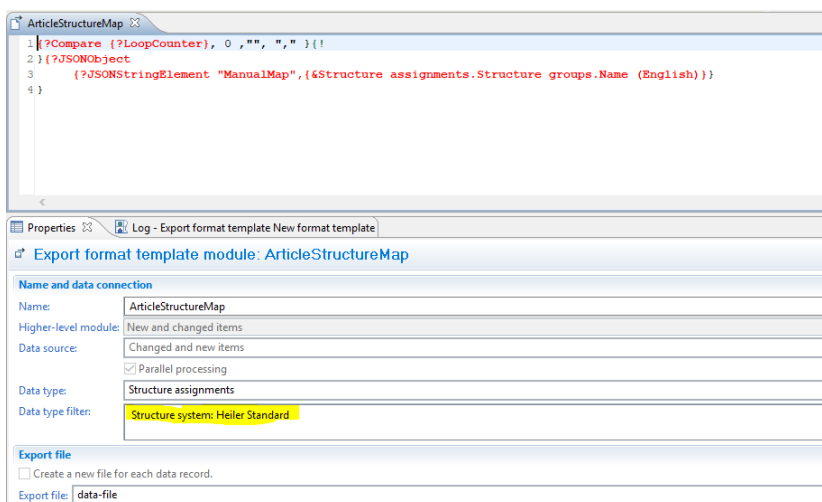 ArticleStructureMap
1 {?Compare {?LoopCounter}, 0 ,"", "," }{!
2 }{?JSONObject
3 {?JSONStringElement "ManualMap",{&Structure assignments.Structure groups.Name (English)}}
4 }
Properties Log - Export format template New format template
Export format template module: ArticleStructureMap
Name and data connection
Name: ArticleStructureMap
Higher-level module: New and changed items
Data source: Changed and new items
Parallel processing
Data type: Structure assignments
Data type filter: Structure system: Heiler Standard
Export file
Create a new file for each data record.
Export file: data-file